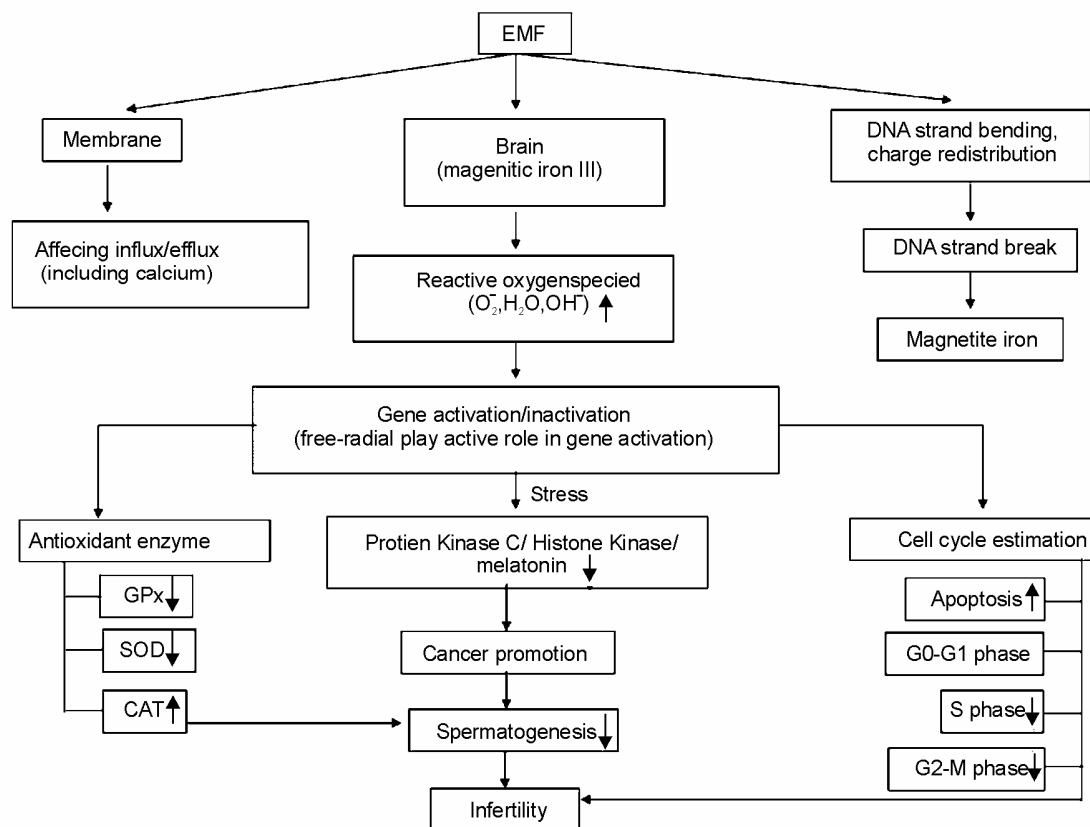 EMF
Membrane
Brain
(magenitic iron III)
DNA strand bending,
charge redistribution
Affecing influx/efflux
(including calcium)
DNA strand break
Reactive oxygenspecied
(O₂⁻,H₂O,OH⁻) ↑
Magnetite iron
Gene activation/inactivation
(free-radial play active role in gene activation)
Stress
Antioxidant enzyme
Protien Kinase C/ Histone Kinase/
melatonin ↓
Cell cycle estimation
GPx ↓
SOD ↓
CAT ↑
Cancer promotion
Spermatogenesis ↓
Infertility
Apoptosis ↑
G0-G1 phase
S phase ↓
G2-M phase ↓